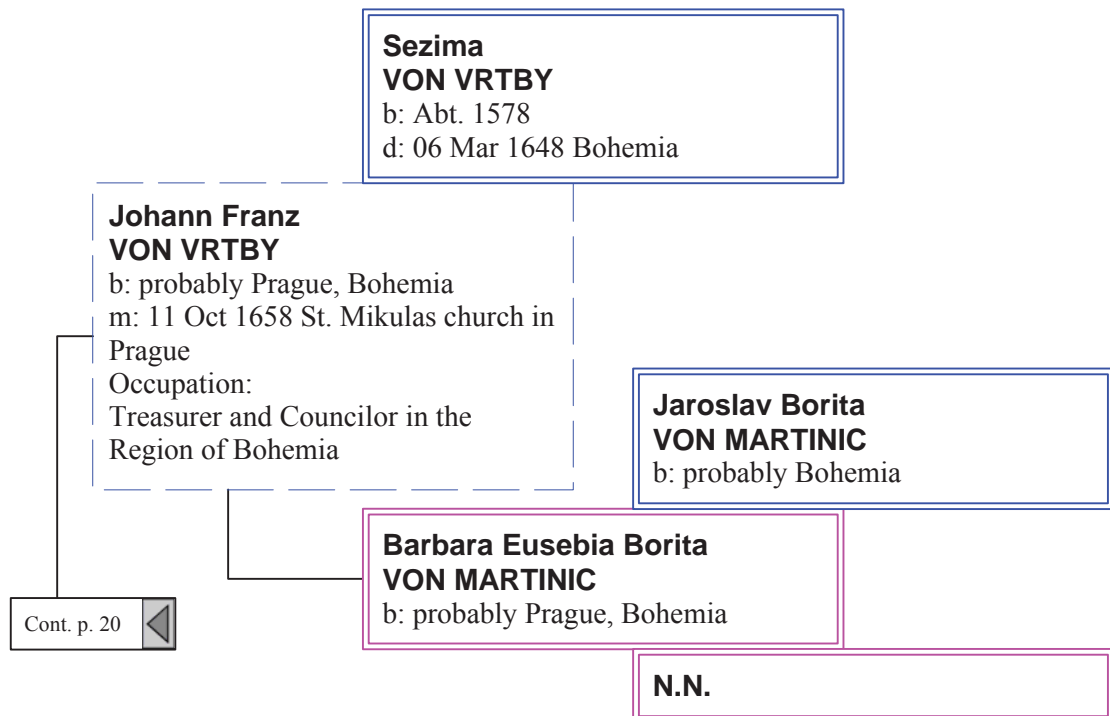 Sezima
VON VRTBY
b: Abt. 1578
d: 06 Mar 1648 Bohemia
Johann Franz
VON VRTBY
b: probably Prague, Bohemia
m: 11 Oct 1658 St. Mikulas church in
Prague
Occupation:
Treasurer and Councilor in the
Region of Bohemia
Jaroslav Borita
VON MARTINIC
b: probably Bohemia
Barbara Eusebia Borita
VON MARTINIC
b: probably Prague, Bohemia
Cont. p. 20
N.N.